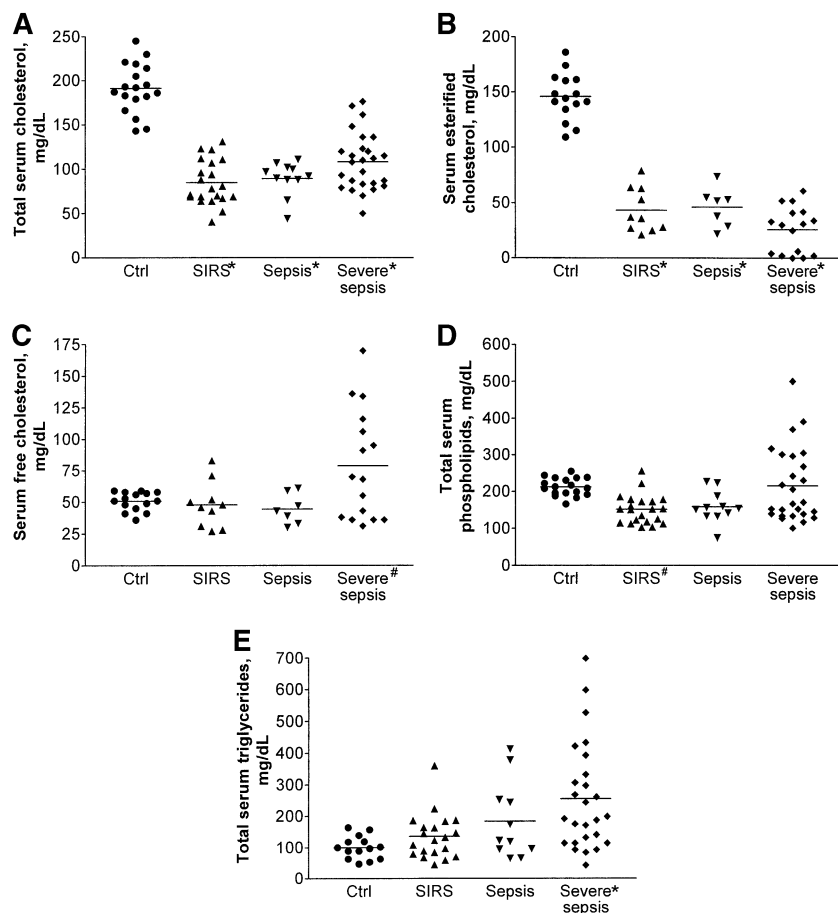 A
Total serum cholesterol,
mg/dL
250
200
150
100
50
0
Ctrl SIRS* Sepsis* Severe*
sepsis
B
Serum esterified
cholesterol, mg/dL
200
150
100
50
0
Ctrl SIRS* Sepsis* Severe*
sepsis
C
Serum free cholesterol,
mg/dL
175
150
125
100
75
50
25
0
Ctrl SIRS Sepsis Severe#
sepsis
D
Total serum
phospholipids, mg/dL
600
500
400
300
200
100
0
Ctrl SIRS# Sepsis Severe
sepsis
E
Total serum triglycerides,
mg/dL
700
600
500
400
300
200
100
0
Ctrl SIRS Sepsis Severe*
sepsis